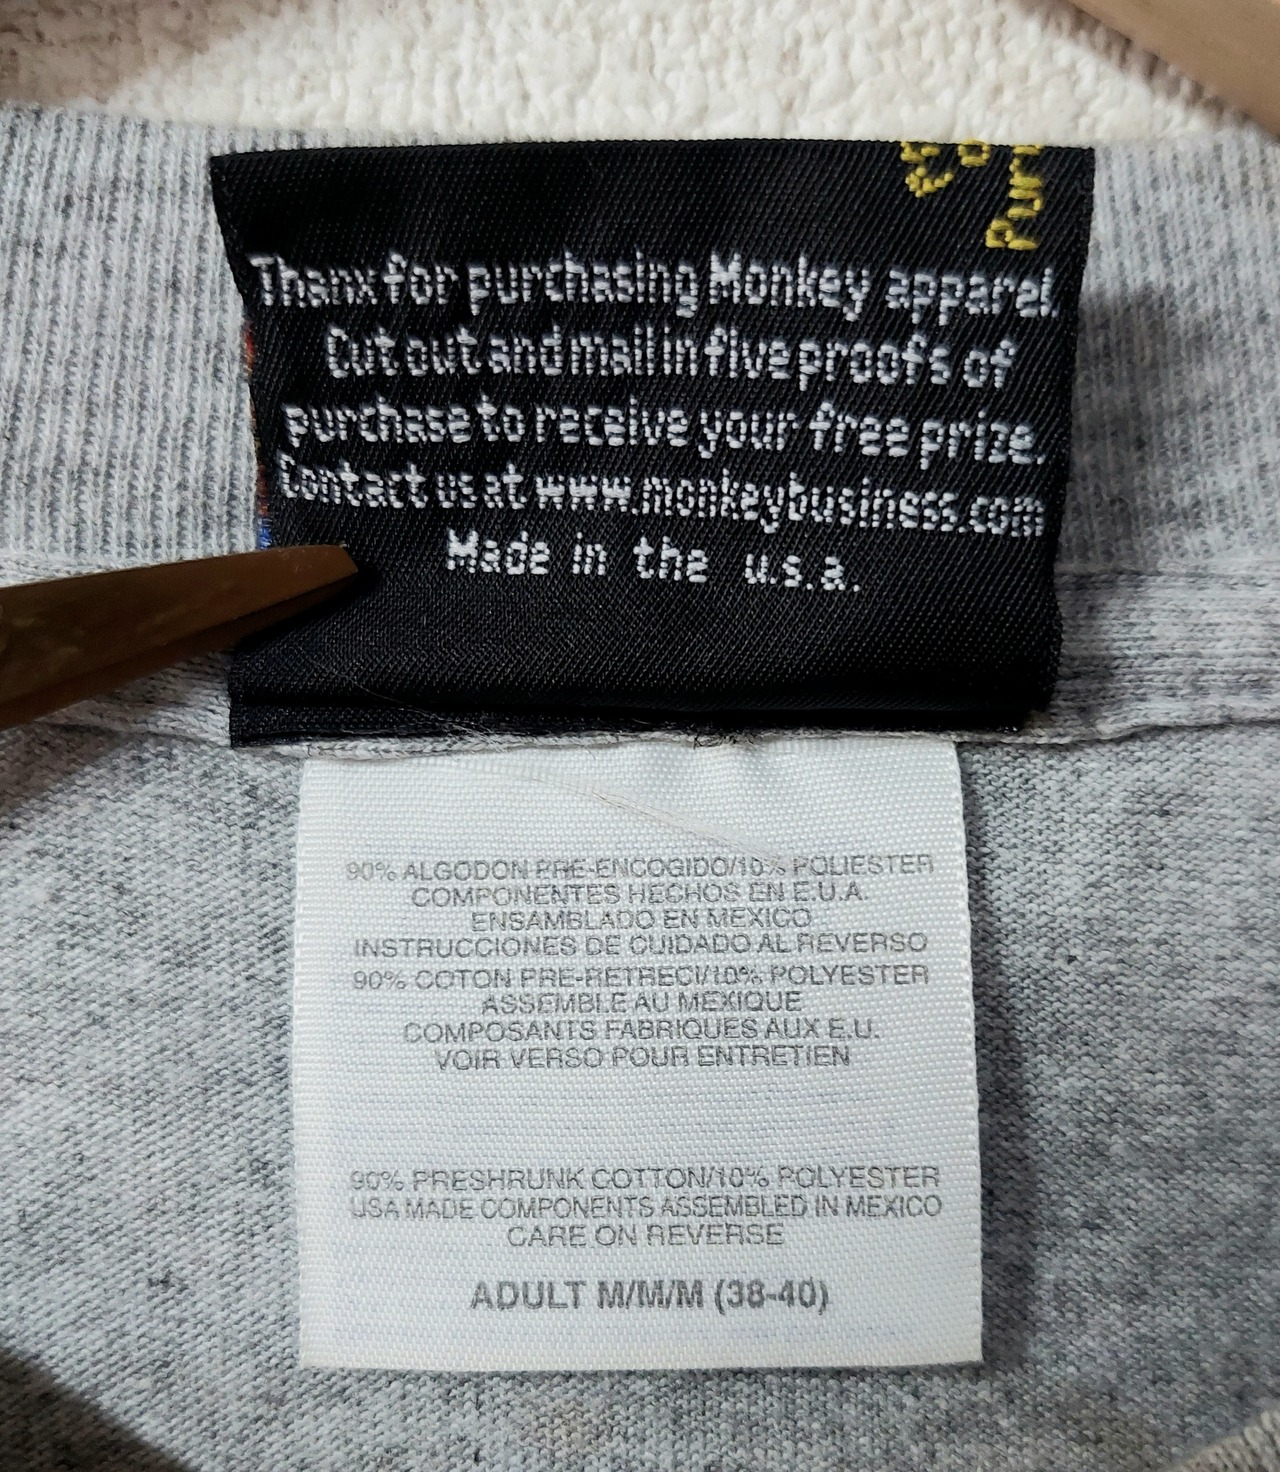 Pur
Thanx for purchasing Monkey apparel.
Cut out and mail in five proofs of
purchase to receive your free prize.
Contact us at www.monkeybusiness.com
Made in the u.s.a.
90% ALGODON PRE-ENCOGIDO/10% POLIESTER
COMPONENTES HECHOS EN E.U.A.
ENSAMBLADO EN MEXICO
INSTRUCCIONES DE CUIDADO AL REVERSO
90% COTON PRE-RETRECI/10% POLYESTER
ASSEMBLE AU MEXIQUE
COMPOSANTS FABRIQUES AUX E.U.
VOIR VERSO POUR ENTRETIEN
90% PRESHRUNK COTTON/10% POLYESTER
USA MADE COMPONENTS ASSEMBLED IN MEXICO
CARE ON REVERSE
ADULT M/M/M (38-40)